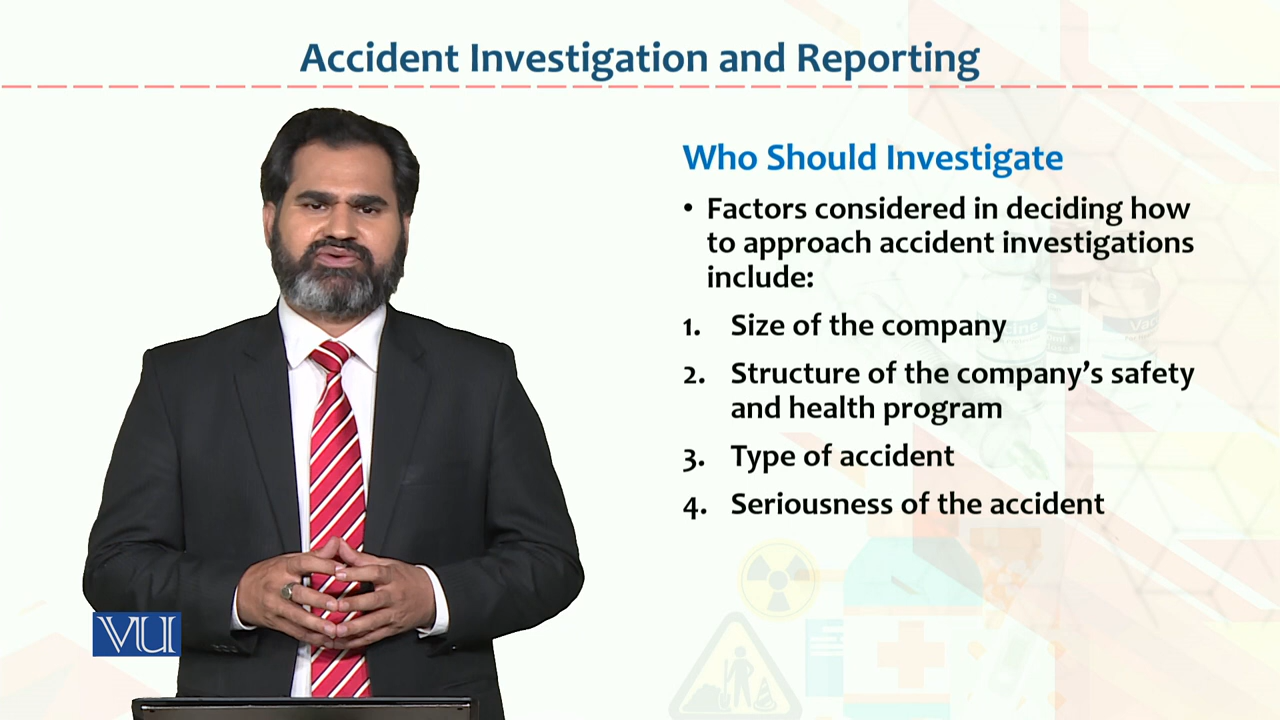 Accident Investigation and Reporting
Who Should Investigate
• Factors considered in deciding how
to approach accident investigations
include:
1. Size of the company
2. Structure of the company’s safety
and health program
3. Type of accident
4. Seriousness of the accident
VU